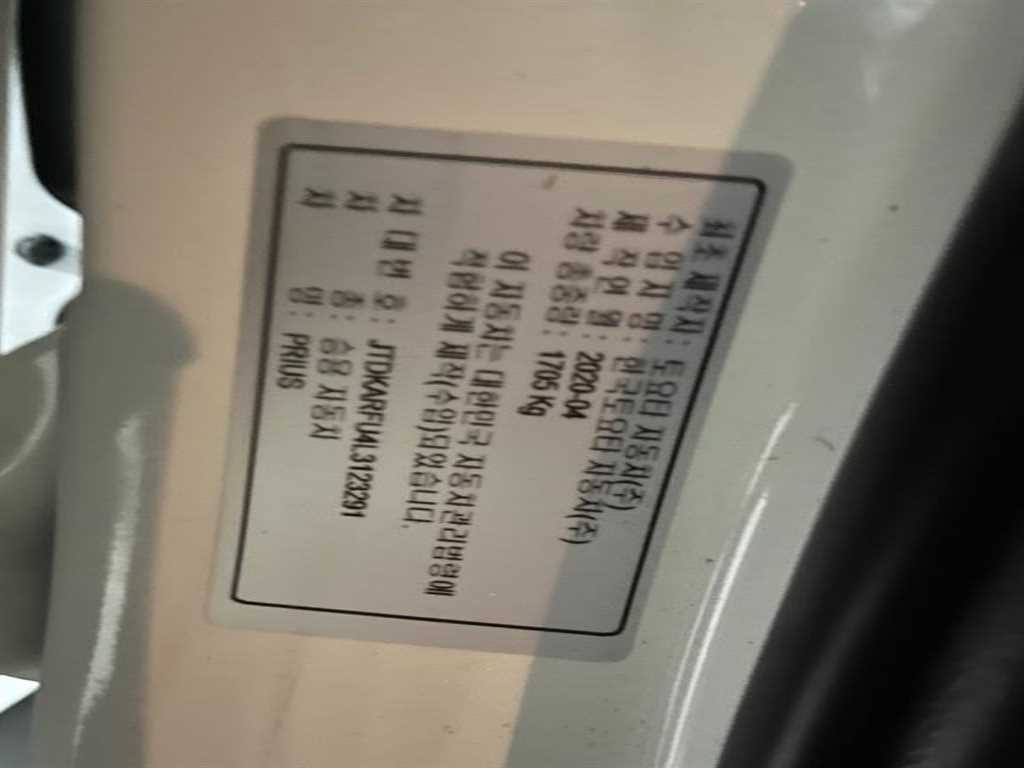 최초 제작자: 토요타 자동차(주)
수 입 자 명: 한국토요타 자동차(주)
제 작 연 월: 2020-04
차량 총중량: 1705 Kg
이 자동차는 대한민국 자동차관리법령에
적합하게 제작(수입)되었습니다.
차 대 번 호: JTDKARFU4L3123291
차 종: 승용 자동차
차 명: PRIUS